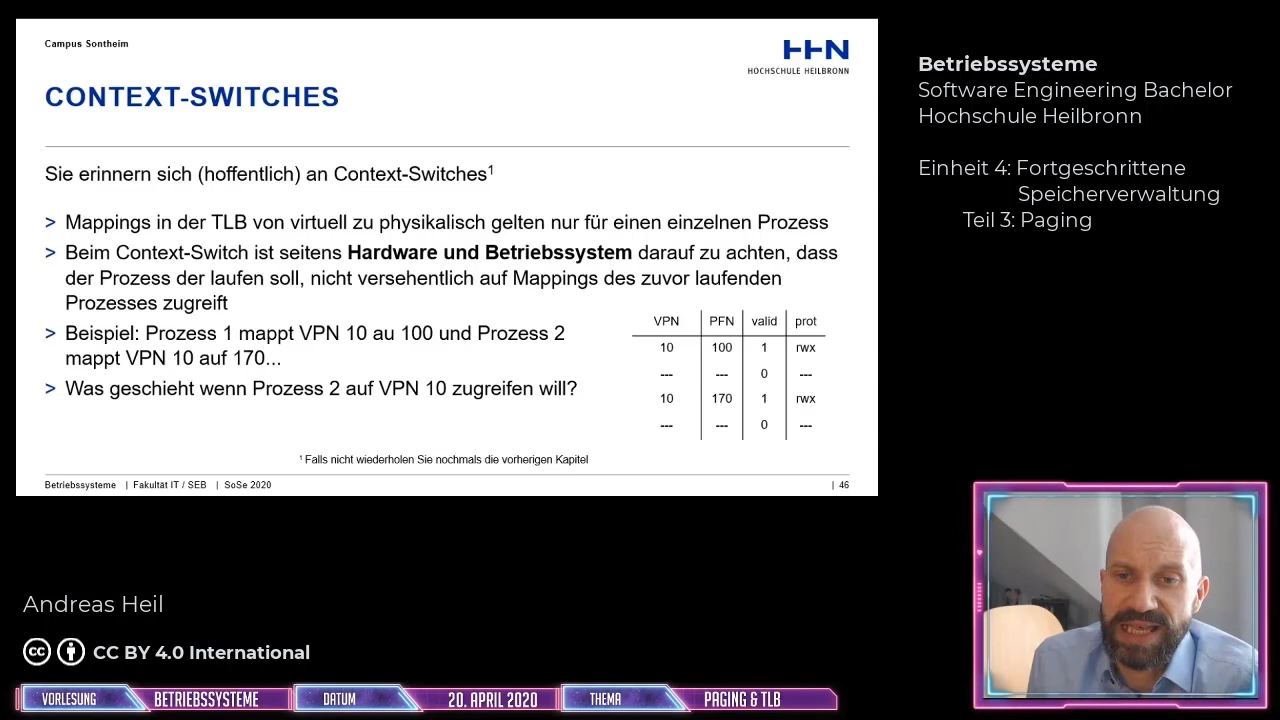 Campus Sontheim
HHN
HOCHSCHULE HEILBRONN
CONTEXT-SWITCHES
Sie erinnern sich (hoffentlich) an Context-Switches¹
> Mappings in der TLB von virtuell zu physikalisch gelten nur für einen einzelnen Prozess
> Beim Context-Switch ist seitens Hardware und Betriebssystem darauf zu achten, dass
der Prozess der laufen soll, nicht versehentlich auf Mappings des zuvor laufenden
Prozesses zugreift
> Beispiel: Prozess 1 mappt VPN 10 au 100 und Prozess 2
mappt VPN 10 auf 170...
> Was geschieht wenn Prozess 2 auf VPN 10 zugreifen will?
VPN PFN valid prot
10 100 1 rwx
--- --- 0 ---
10 170 1 rwx
--- --- 0 ---
¹ Falls nicht wiederholen Sie nochmals die vorherigen Kapitel
Betriebssysteme | Fakultät IT / SEB | SoSe 2020 | 46
Betriebssysteme
Software Engineering Bachelor
Hochschule Heilbronn
Einheit 4: Fortgeschrittene
Speicherverwaltung
Teil 3: Paging
Andreas Heil
cc CC BY 4.0 International
VORLESUNG BETRIEBSSYSTEME DATUM 20. APRIL 2020 THEMA PAGING & TLB